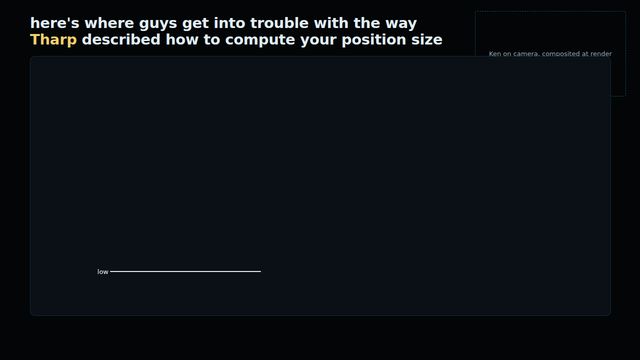 here's where guys get into trouble with the way
Tharp described how to compute your position size
Ken on camera, composited at render
low